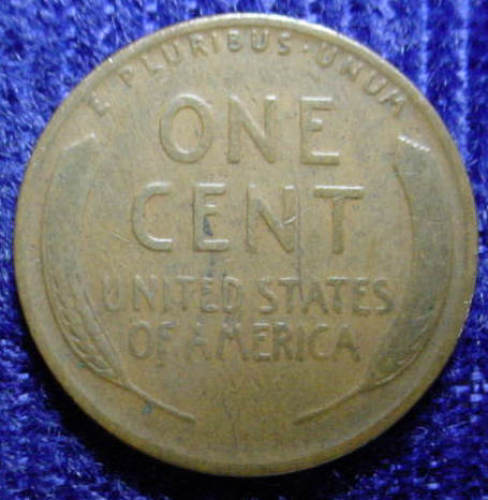 E PLURIBUS · UNUM
ONE
CENT
UNITED STATES
OF AMERICA